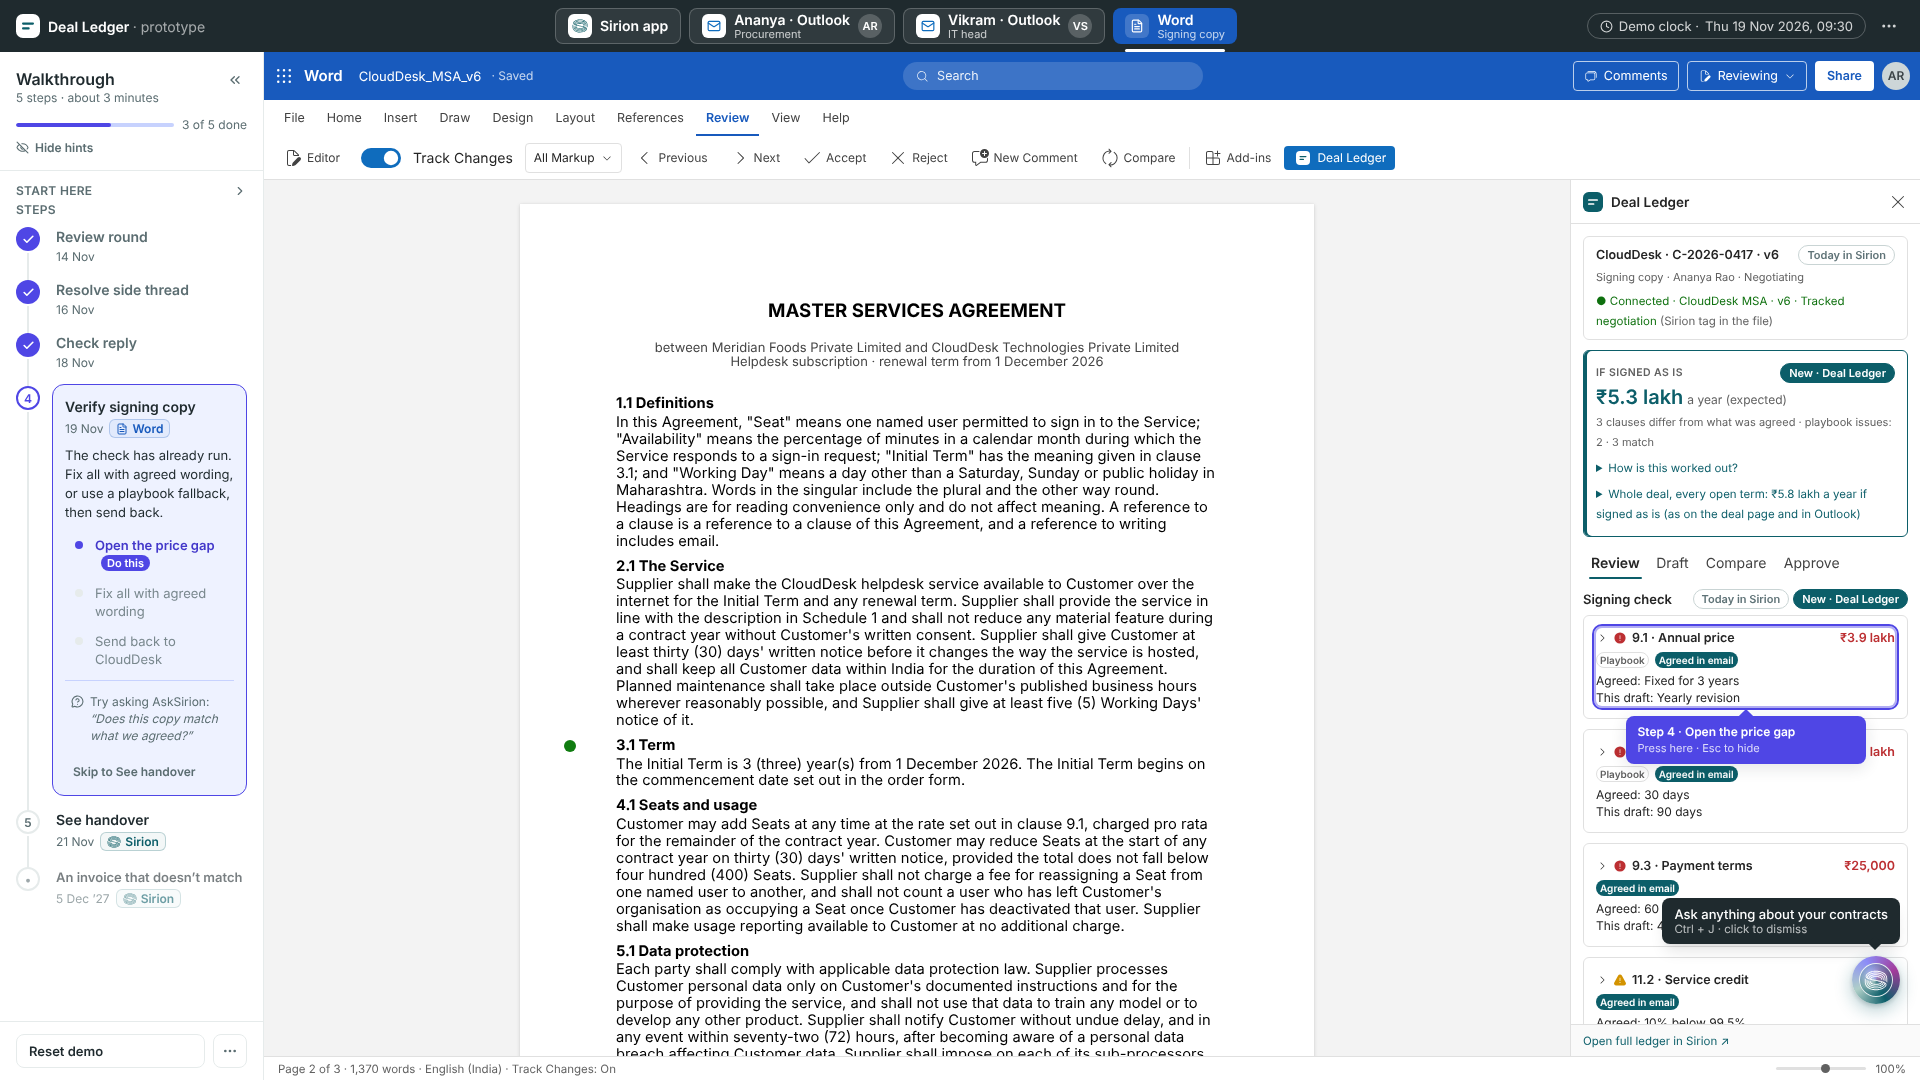 Deal Ledger · prototype
Sirion app
Ananya · Outlook
Procurement
AR
Vikram · Outlook
IT head
VS
Word
Signing copy
Demo clock · Thu 19 Nov 2026, 09:30
Walkthrough
5 steps · about 3 minutes
3 of 5 done
Hide hints
START HERE
STEPS
Review round
14 Nov
Resolve side thread
16 Nov
Check reply
18 Nov
4
Verify signing copy
19 Nov
Word
The check has already run.
Fix all with agreed wording,
or use a playbook fallback,
then send back.
Open the price gap
Do this
Fix all with agreed
wording
Send back to
CloudDesk
Try asking AskSirion:
“Does this copy match
what we agreed?”
Skip to See handover
5
See handover
21 Nov
Sirion
An invoice that doesn’t match
5 Dec ’27
Sirion
Reset demo
Word
CloudDesk_MSA_v6
· Saved
Search
Comments
Reviewing
Share
AR
File
Home
Insert
Draw
Design
Layout
References
Review
View
Help
Editor
Track Changes
All Markup
Previous
Next
Accept
Reject
New Comment
Compare
Add-ins
Deal Ledger
MASTER SERVICES AGREEMENT
between Meridian Foods Private Limited and CloudDesk Technologies Private Limited
Helpdesk subscription · renewal term from 1 December 2026
1.1 Definitions
In this Agreement, "Seat" means one named user permitted to sign in to the Service;
"Availability" means the percentage of minutes in a calendar month during which the
Service responds to a sign-in request; "Initial Term" has the meaning given in clause
3.1; and "Working Day" means a day other than a Saturday, Sunday or public holiday in
Maharashtra. Words in the singular include the plural and the other way round.
Headings are for reading convenience only and do not affect meaning. A reference to
a clause is a reference to a clause of this Agreement, and a reference to writing
includes email.
2.1 The Service
Supplier shall make the CloudDesk helpdesk service available to Customer over the
internet for the Initial Term and any renewal term. Supplier shall provide the service in
line with the description in Schedule 1 and shall not reduce any material feature during
a contract year without Customer's written consent. Supplier shall give Customer at
least thirty (30) days' written notice before it changes the way the service is hosted,
and shall keep all Customer data within India for the duration of this Agreement.
Planned maintenance shall take place outside Customer's published business hours
wherever reasonably possible, and Supplier shall give at least five (5) Working Days'
notice of it.
3.1 Term
The Initial Term is 3 (three) year(s) from 1 December 2026. The Initial Term begins on
the commencement date set out in the order form.
4.1 Seats and usage
Customer may add Seats at any time at the rate set out in clause 9.1, charged pro rata
for the remainder of the contract year. Customer may reduce Seats at the start of any
contract year on thirty (30) days' written notice, provided the total does not fall below
four hundred (400) Seats. Supplier shall not charge a fee for reassigning a Seat from
one named user to another, and shall not count a user who has left Customer's
organisation as occupying a Seat once Customer has deactivated that user. Supplier
shall make usage reporting available to Customer at no additional charge.
5.1 Data protection
Each party shall comply with applicable data protection law. Supplier processes
Customer personal data only on Customer's documented instructions and for the
purpose of providing the service, and shall not use that data to train any model or to
develop any other product. Supplier shall notify Customer without undue delay, and in
any event within seventy-two (72) hours, after becoming aware of a personal data
breach affecting Customer data. Supplier shall impose on each of its sub-processors
Page 2 of 3 · 1,370 words · English (India) · Track Changes: On
100%
Deal Ledger
CloudDesk · C-2026-0417 · v6
Today in Sirion
Signing copy · Ananya Rao · Negotiating
Connected · CloudDesk MSA · v6 · Tracked
negotiation (Sirion tag in the file)
IF SIGNED AS IS
New · Deal Ledger
₹5.3 lakh a year (expected)
3 clauses differ from what was agreed · playbook issues:
2 · 3 match
How is this worked out?
Whole deal, every open term: ₹5.8 lakh a year if
signed as is (as on the deal page and in Outlook)
Review
Draft
Compare
Approve
Signing check
Today in Sirion
New · Deal Ledger
9.1 · Annual price
₹3.9 lakh
Playbook
Agreed in email
Agreed: Fixed for 3 years
This draft: Yearly revision
Step 4 · Open the price gap
Press here · Esc to hide
lakh
Playbook
Agreed in email
Agreed: 30 days
This draft: 90 days
9.3 · Payment terms
₹25,000
Agreed in email
Agreed: 60
This draft: 4
Ask anything about your contracts
Ctrl + J · click to dismiss
11.2 · Service credit
Agreed in email
Agreed: 10% below 99.5%
Open full ledger in Sirion ↗